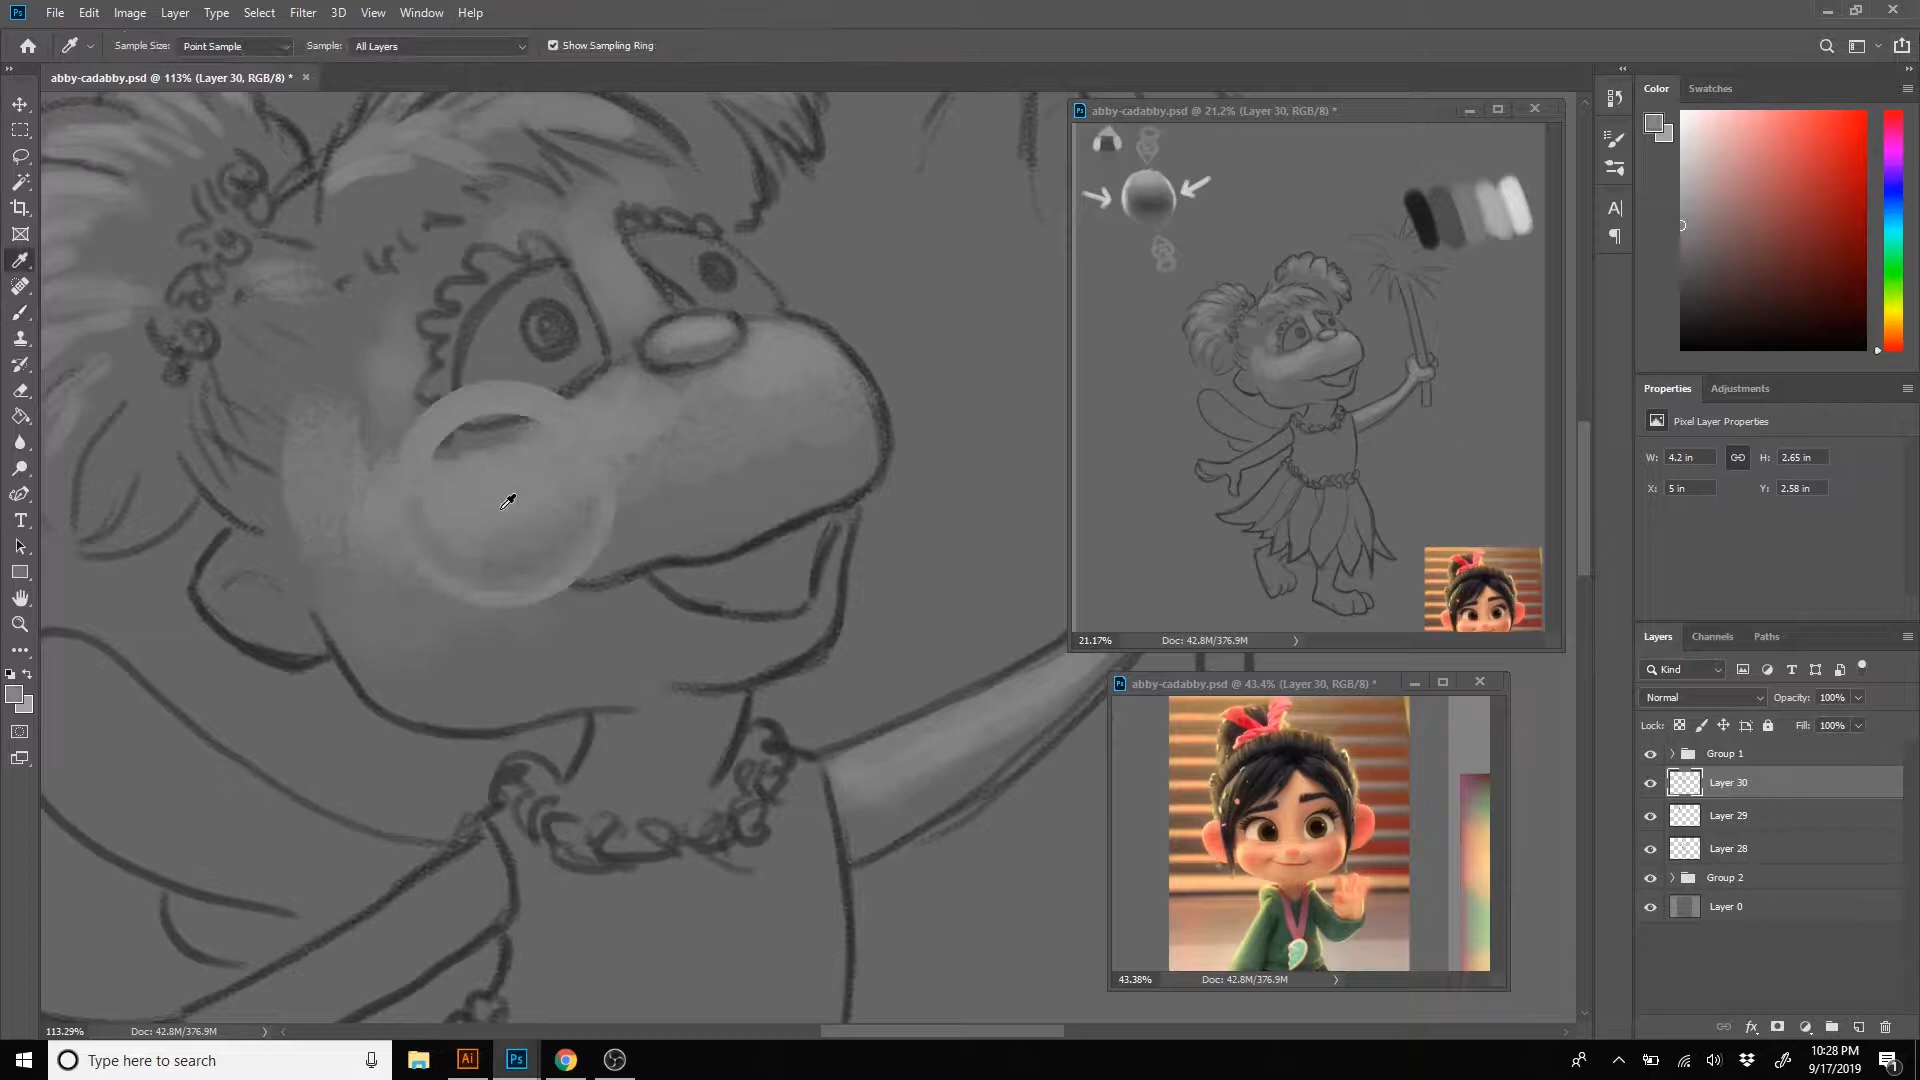 Ps File Edit Image Layer Type Select Filter 3D View Window Help
Sample Size: Point Sample Sample: All Layers Show Sampling Ring
abby-cadabby.psd @ 113% (Layer 30, RGB/8) *
abby-cadabby.psd @ 21.2% (Layer 30, RGB/8) *
21.17% Doc: 42.8M/376.9M
abby-cadabby.psd @ 43.4% (Layer 30, RGB/8) *
43.38% Doc: 42.8M/376.9M
Color Swatches
Properties Adjustments
Pixel Layer Properties
W: 4.2 in H: 2.65 in
X: 5 in Y: 2.58 in
Layers Channels Paths
Kind
Normal Opacity: 100%
Lock: Fill: 100%
Group 1
Layer 30
Layer 29
Layer 28
Group 2
Layer 0
113.29% Doc: 42.8M/376.9M
Type here to search Ai Ps
10:28 PM
9/17/2019
1